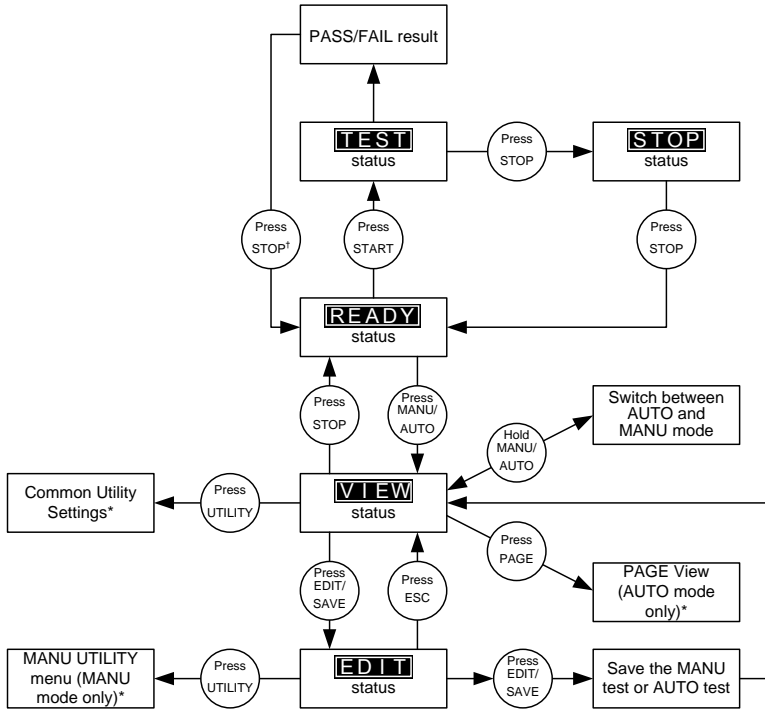 PASS/FAIL result
TEST
status
Press
STOP
STOP
status
Press
STOP†
Press
START
Press
STOP
READY
status
Press
STOP
Press
MANU/
AUTO
Hold
MANU/
AUTO
Switch between
AUTO and
MANU mode
Common Utility
Settings*
Press
UTILITY
VIEW
status
Press
PAGE
Press
EDIT/
SAVE
Press
ESC
PAGE View
(AUTO mode
only)*
MANU UTILITY
menu (MANU
mode only)*
Press
UTILITY
EDIT
status
Press
EDIT/
SAVE
Save the MANU
test or AUTO test